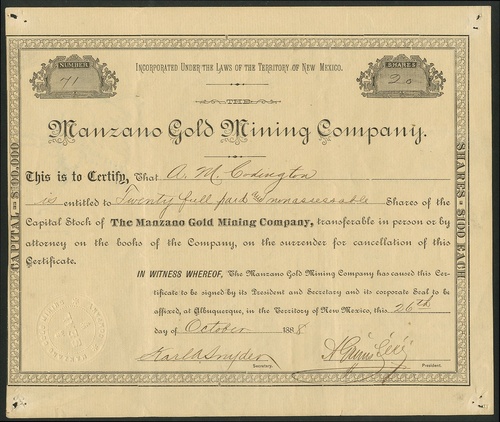 INCORPORATED UNDER THE LAWS OF THE TERRITORY OF NEW MEXICO.
NUMBER
71
SHARES
20
THE
Manzano Gold Mining Company.
This is to Certify, That A. M. Codington
is entitled to Twenty full paid & nonassessable Shares of the
Capital Stock of The Manzano Gold Mining Company, transferable in person or by
attorney on the books of the Company, on the surrender for cancellation of this
Certificate.
IN WITNESS WHEREOF, The Manzano Gold Mining Company has caused this Cer-
tificate to be signed by its President and Secretary and its corporate Seal to be
affixed, at Albuquerque, in the Territory of New Mexico, this 26th
day of October 1888
Karl A Snyder
Secretary.
President.
CAPITAL = $100,000
SHARES = $100 EACH